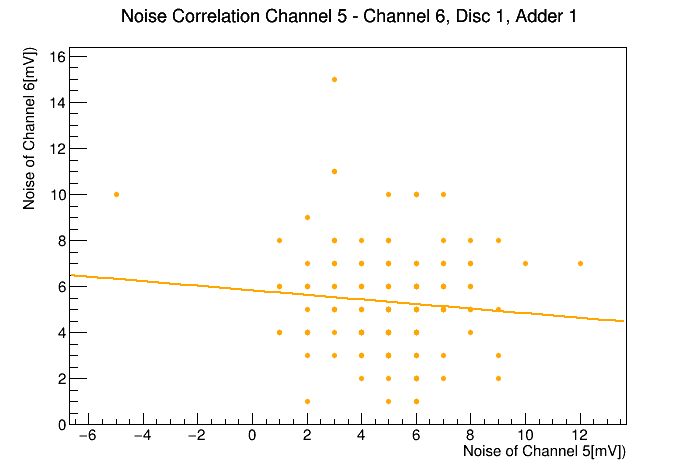 Noise Correlation Channel 5 - Channel 6, Disc 1, Adder 1
Noise of Channel 6[mV])
16
14
12
10
8
6
4
2
0
−6 −4 −2 0 2 4 6 8 10 12
Noise of Channel 5[mV])